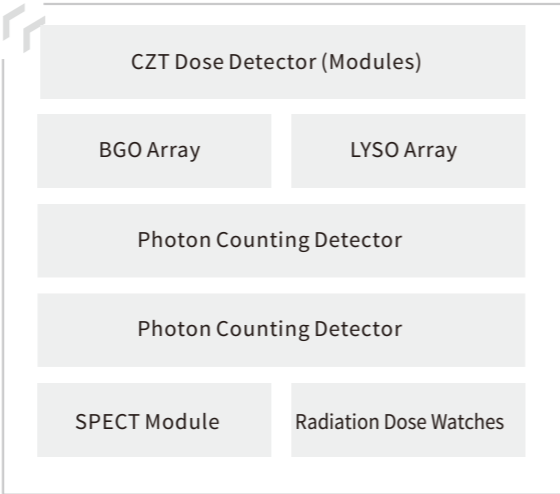 CZT Dose Detector (Modules)
BGO Array
LYSO Array
Photon Counting Detector
Photon Counting Detector
SPECT Module
Radiation Dose Watches